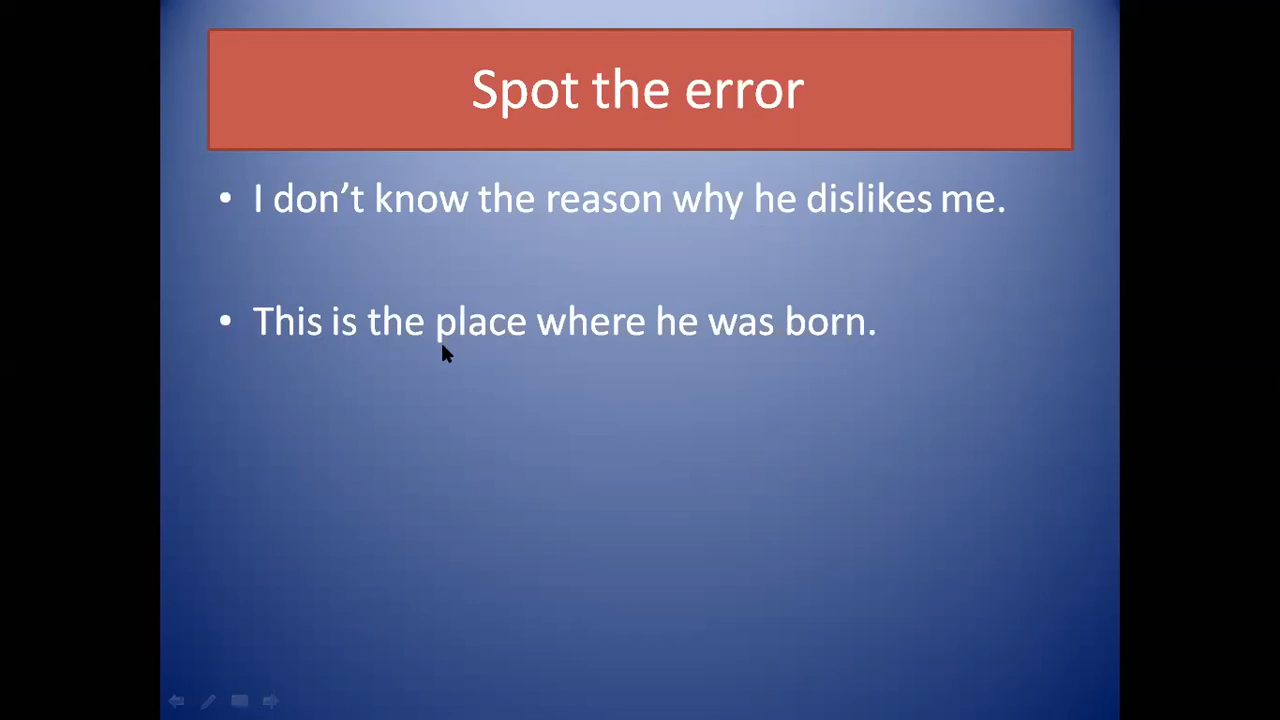 Spot the error
• I don’t know the reason why he dislikes me.
• This is the place where he was born.